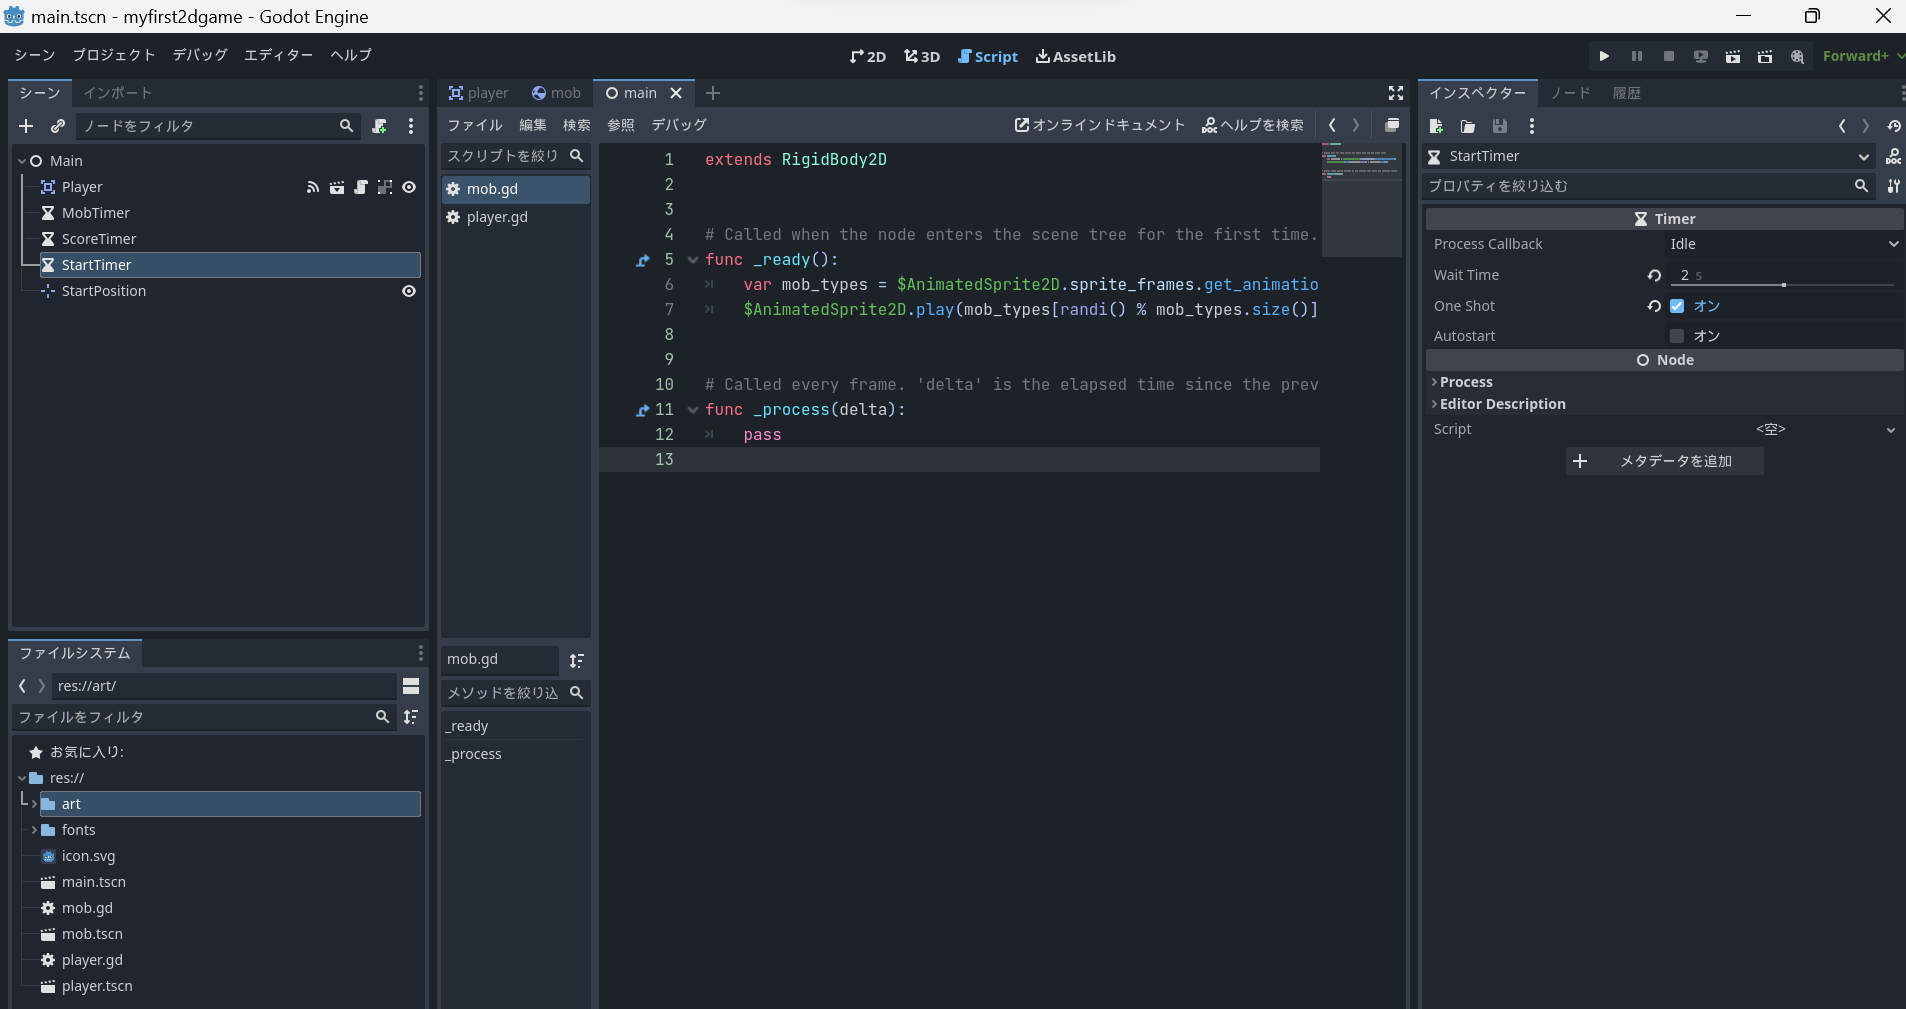 main.tscn - myfirst2dgame - Godot Engine
シーン プロジェクト デバッグ エディター ヘルプ
2D 3D Script AssetLib
Forward+
シーン インポート
ノードをフィルタ
Main
Player
MobTimer
ScoreTimer
StartTimer
StartPosition
ファイルシステム
res://art/
ファイルをフィルタ
お気に入り:
res://
art
fonts
icon.svg
main.tscn
mob.gd
mob.tscn
player.gd
player.tscn
player mob main
ファイル 編集 検索 参照 デバッグ
オンラインドキュメント ヘルプを検索
スクリプトを絞り
mob.gd
player.gd
mob.gd
メソッドを絞り込
_ready
_process
1 extends RigidBody2D
2
3
4 # Called when the node enters the scene tree for the first time.
5 func _ready():
6 var mob_types = $AnimatedSprite2D.sprite_frames.get_animatio
7 $AnimatedSprite2D.play(mob_types[randi() % mob_types.size()]
8
9
10 # Called every frame. 'delta' is the elapsed time since the prev
11 func _process(delta):
12 pass
13
インスペクター ノード 履歴
StartTimer
DOC
プロパティを絞り込む
Timer
Process Callback Idle
Wait Time 2 s
One Shot オン
Autostart オン
Node
Process
Editor Description
Script <空>
メタデータを追加